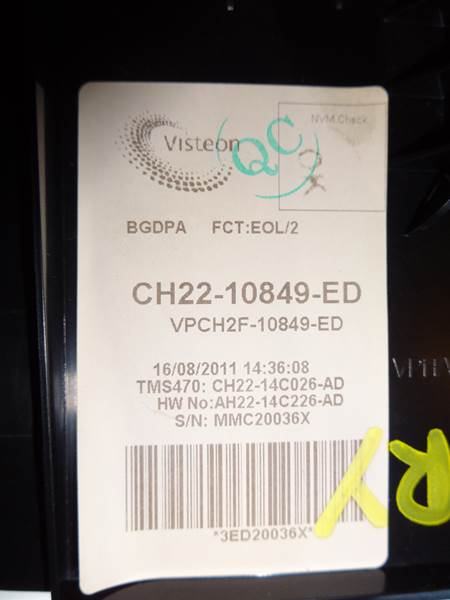 Visteon
QC
NVM Check
OK
BGDPA FCT:EOL/2
CH22-10849-ED
VPCH2F-10849-ED
16/08/2011 14:36:08
TMS470: CH22-14C026-AD
HW No:AH22-14C226-AD
S/N: MMC20036X
*3ED20036X*